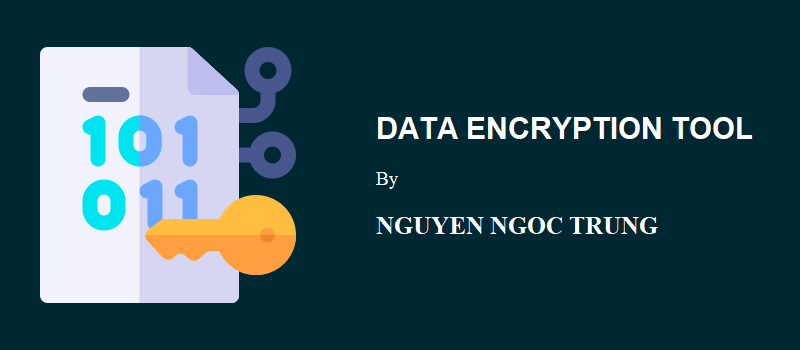 101
011
DATA ENCRYPTION TOOL
By
NGUYEN NGOC TRUNG